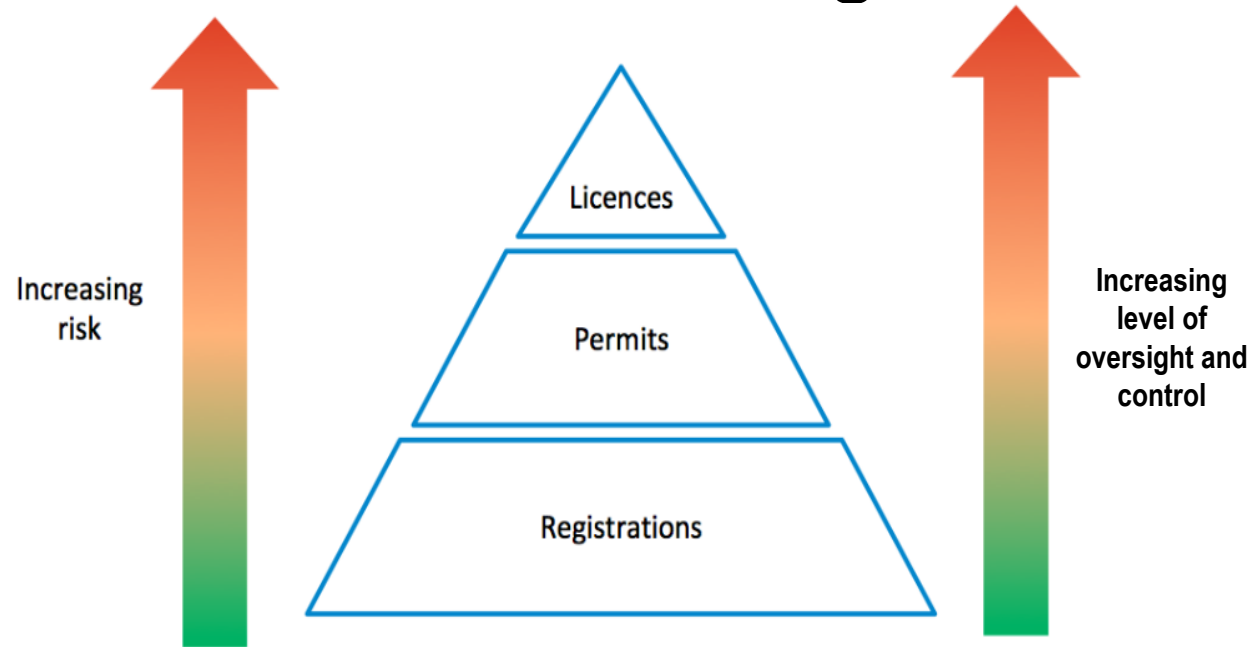 Licences
Increasing
risk
Permits
Increasing
level of
oversight and
control
Registrations